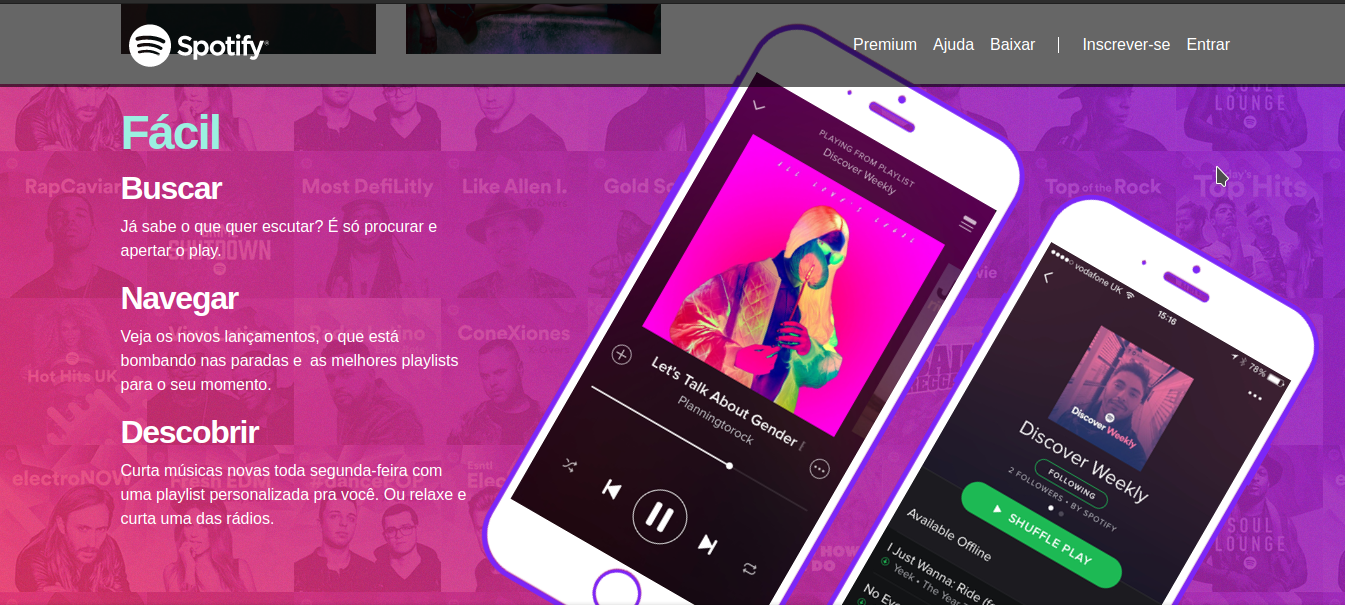 Spotify®
Premium Ajuda Baixar | Inscrever-se Entrar
Fácil
Buscar
Já sabe o que quer escutar? É só procurar e
apertar o play.
Navegar
Veja os novos lançamentos, o que está
bombando nas paradas e as melhores playlists
para o seu momento.
Descobrir
Curta músicas novas toda segunda-feira com
uma playlist personalizada pra você. Ou relaxe e
curta uma das rádios.
PLAYING FROM PLAYLIST
Discover Weekly
Let's Talk About Gender
Planningtorock
vodafone UK
15:16
78%
Discover Weekly
Discover Weekly
FOLLOWING
2 FOLLOWERS • BY SPOTIFY
SHUFFLE PLAY
Available Offline
I Just Wanna: Ride (f
Yeek • The Year
No Ev
SOUL
LOUNGE
RapCaviar
Most DefiLitly
Like Allen I.
Gold
Top of the Rock
Top Hits
ConeXiones
Hot Hits UK
electroNOW
Fresh EDM
#dancePOP
SOUL
LOUNGE
HOW
DO